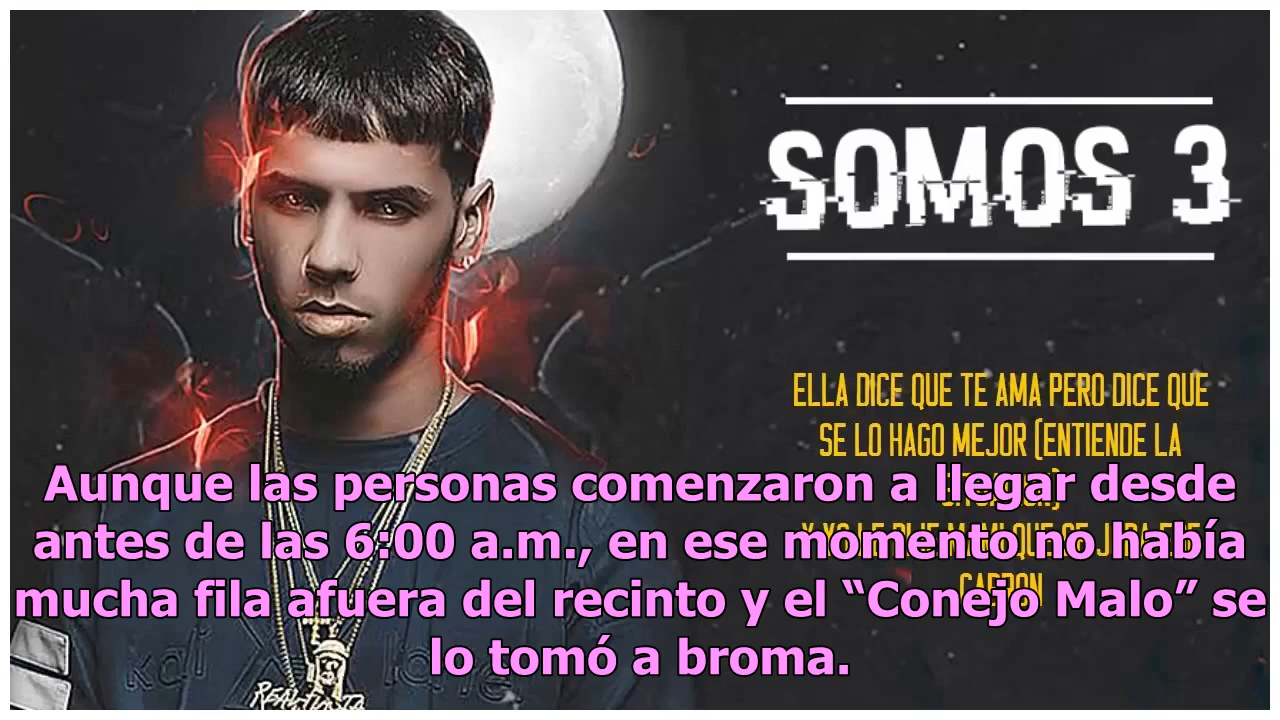 SOMOS 3
ELLA DICE QUE TE AMA PERO DICE QUE
SE LO HAGO MEJOR (ENTIENDE LA
Aunque las personas comenzaron a llegar desde
antes de las 6:00 a.m., en ese momento no había
mucha fila afuera del recinto y el “Conejo Malo” se
lo tomó a broma.